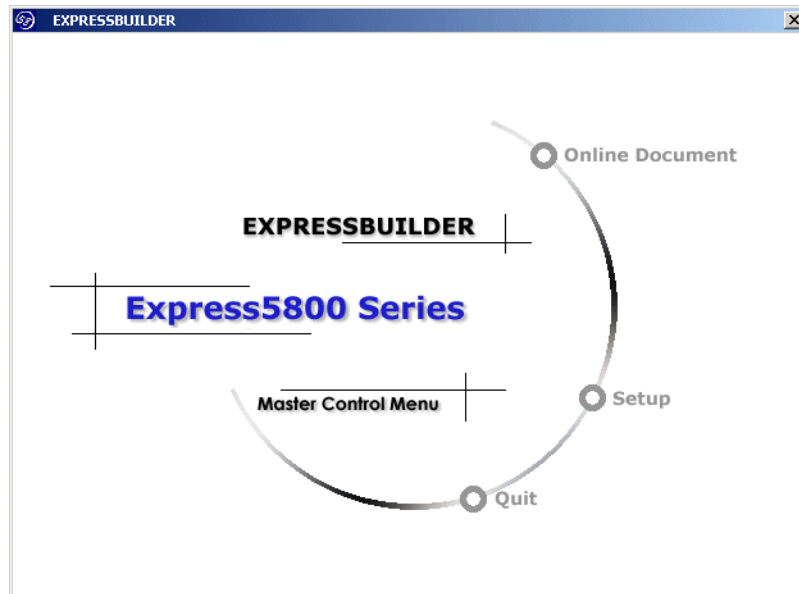 EXPRESSBUILDER
Online Document
EXPRESSBUILDER
Express5800 Series
Setup
Master Control Menu
Quit